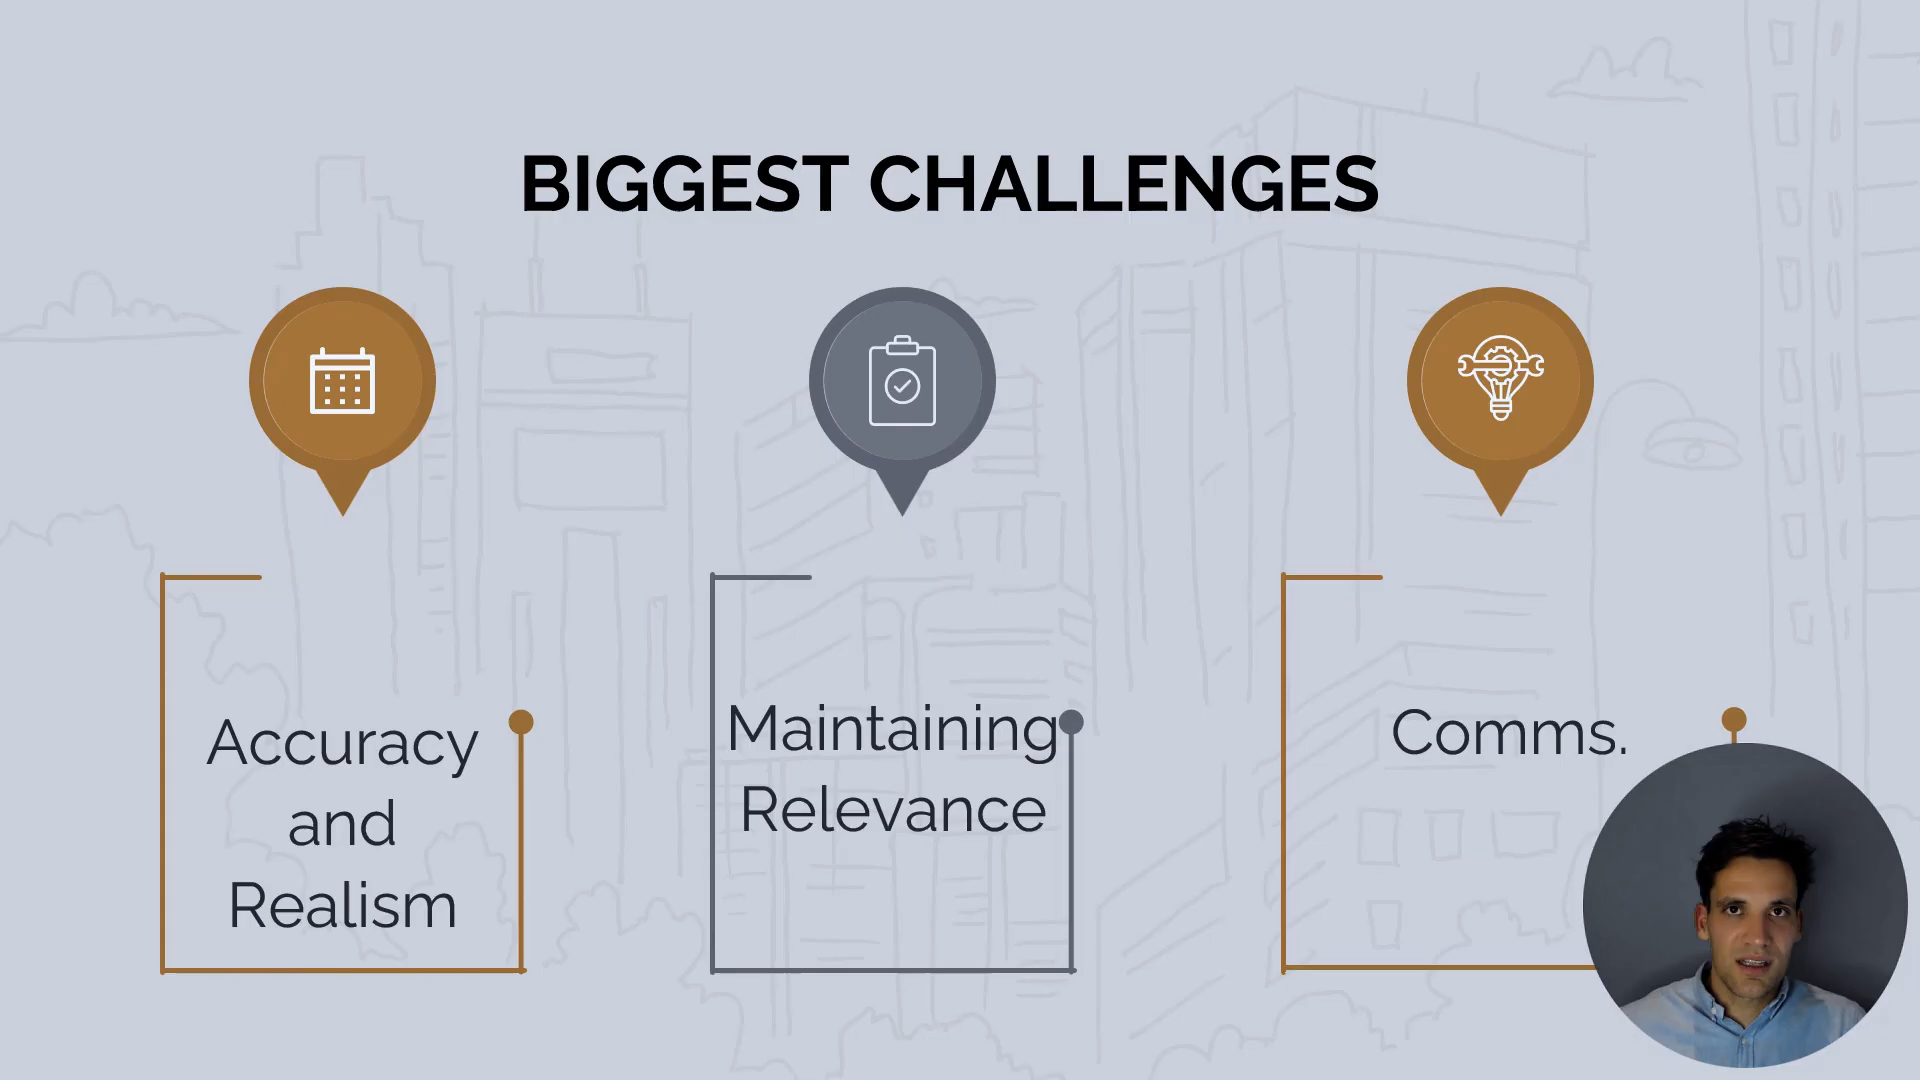 BIGGEST CHALLENGES
Accuracy
and
Realism
Maintaining
Relevance
Comms.